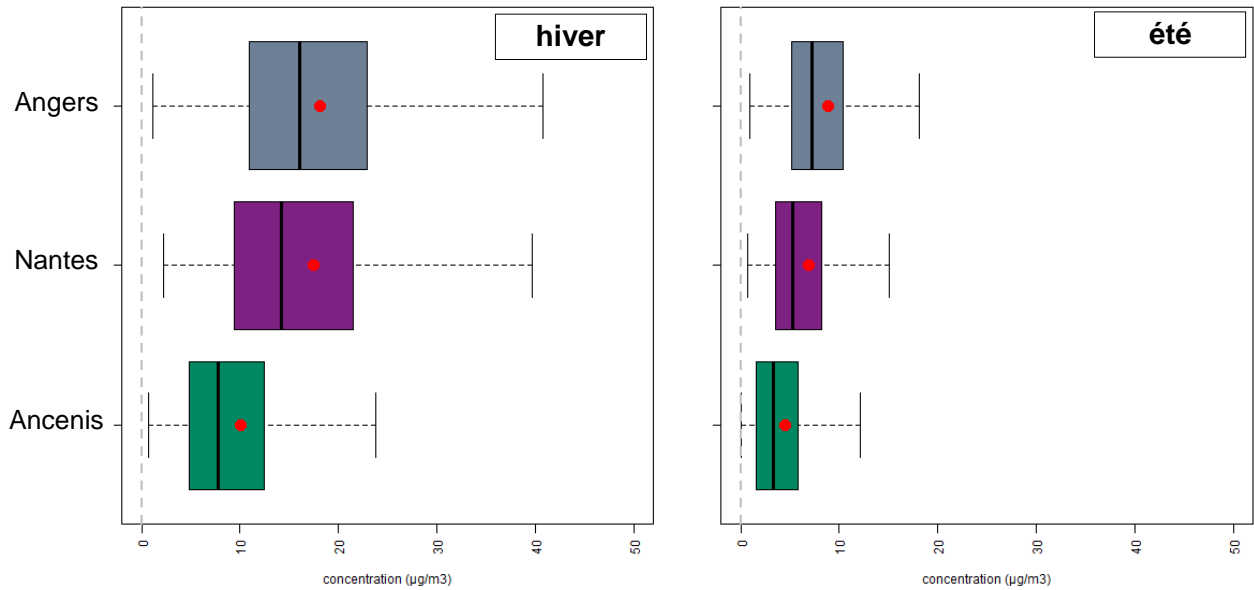 hiver
Angers
Nantes
Ancenis
0 10 20 30 40 50
concentration (µg/m3)
été
0 10 20 30 40 50
concentration (µg/m3)